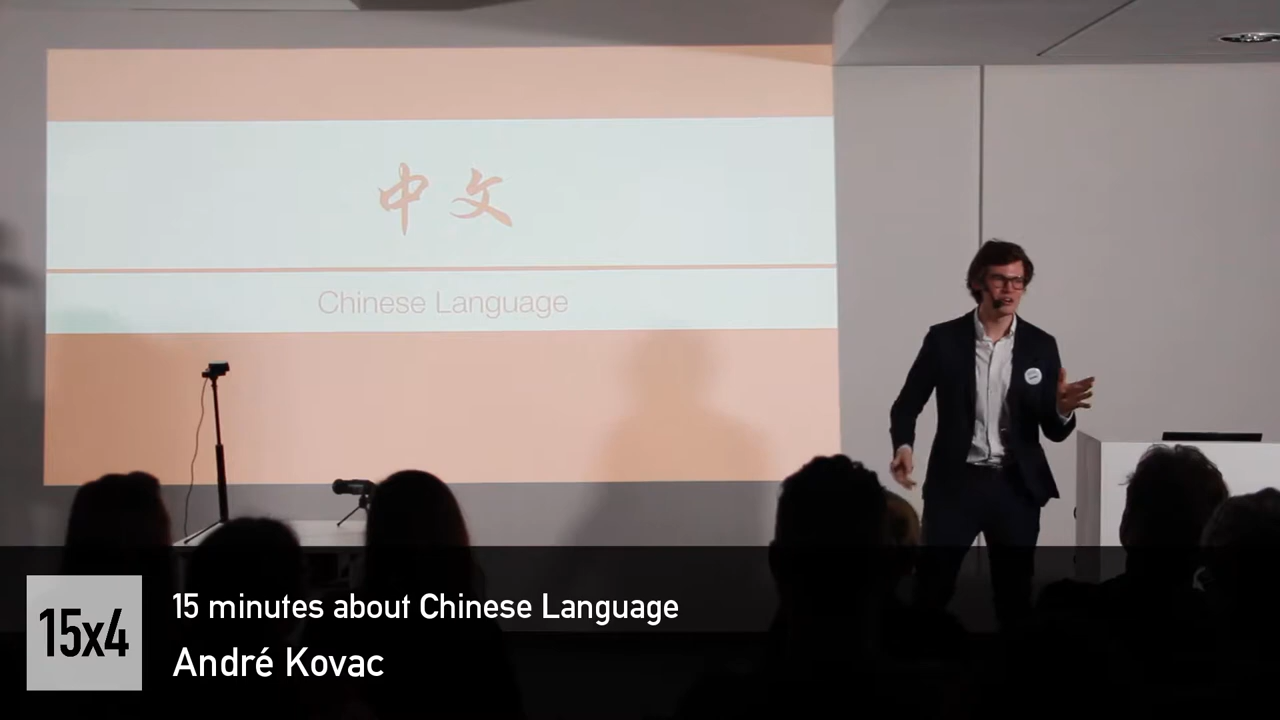 中文
Chinese Language
15x4
15 minutes about Chinese Language
André Kovac